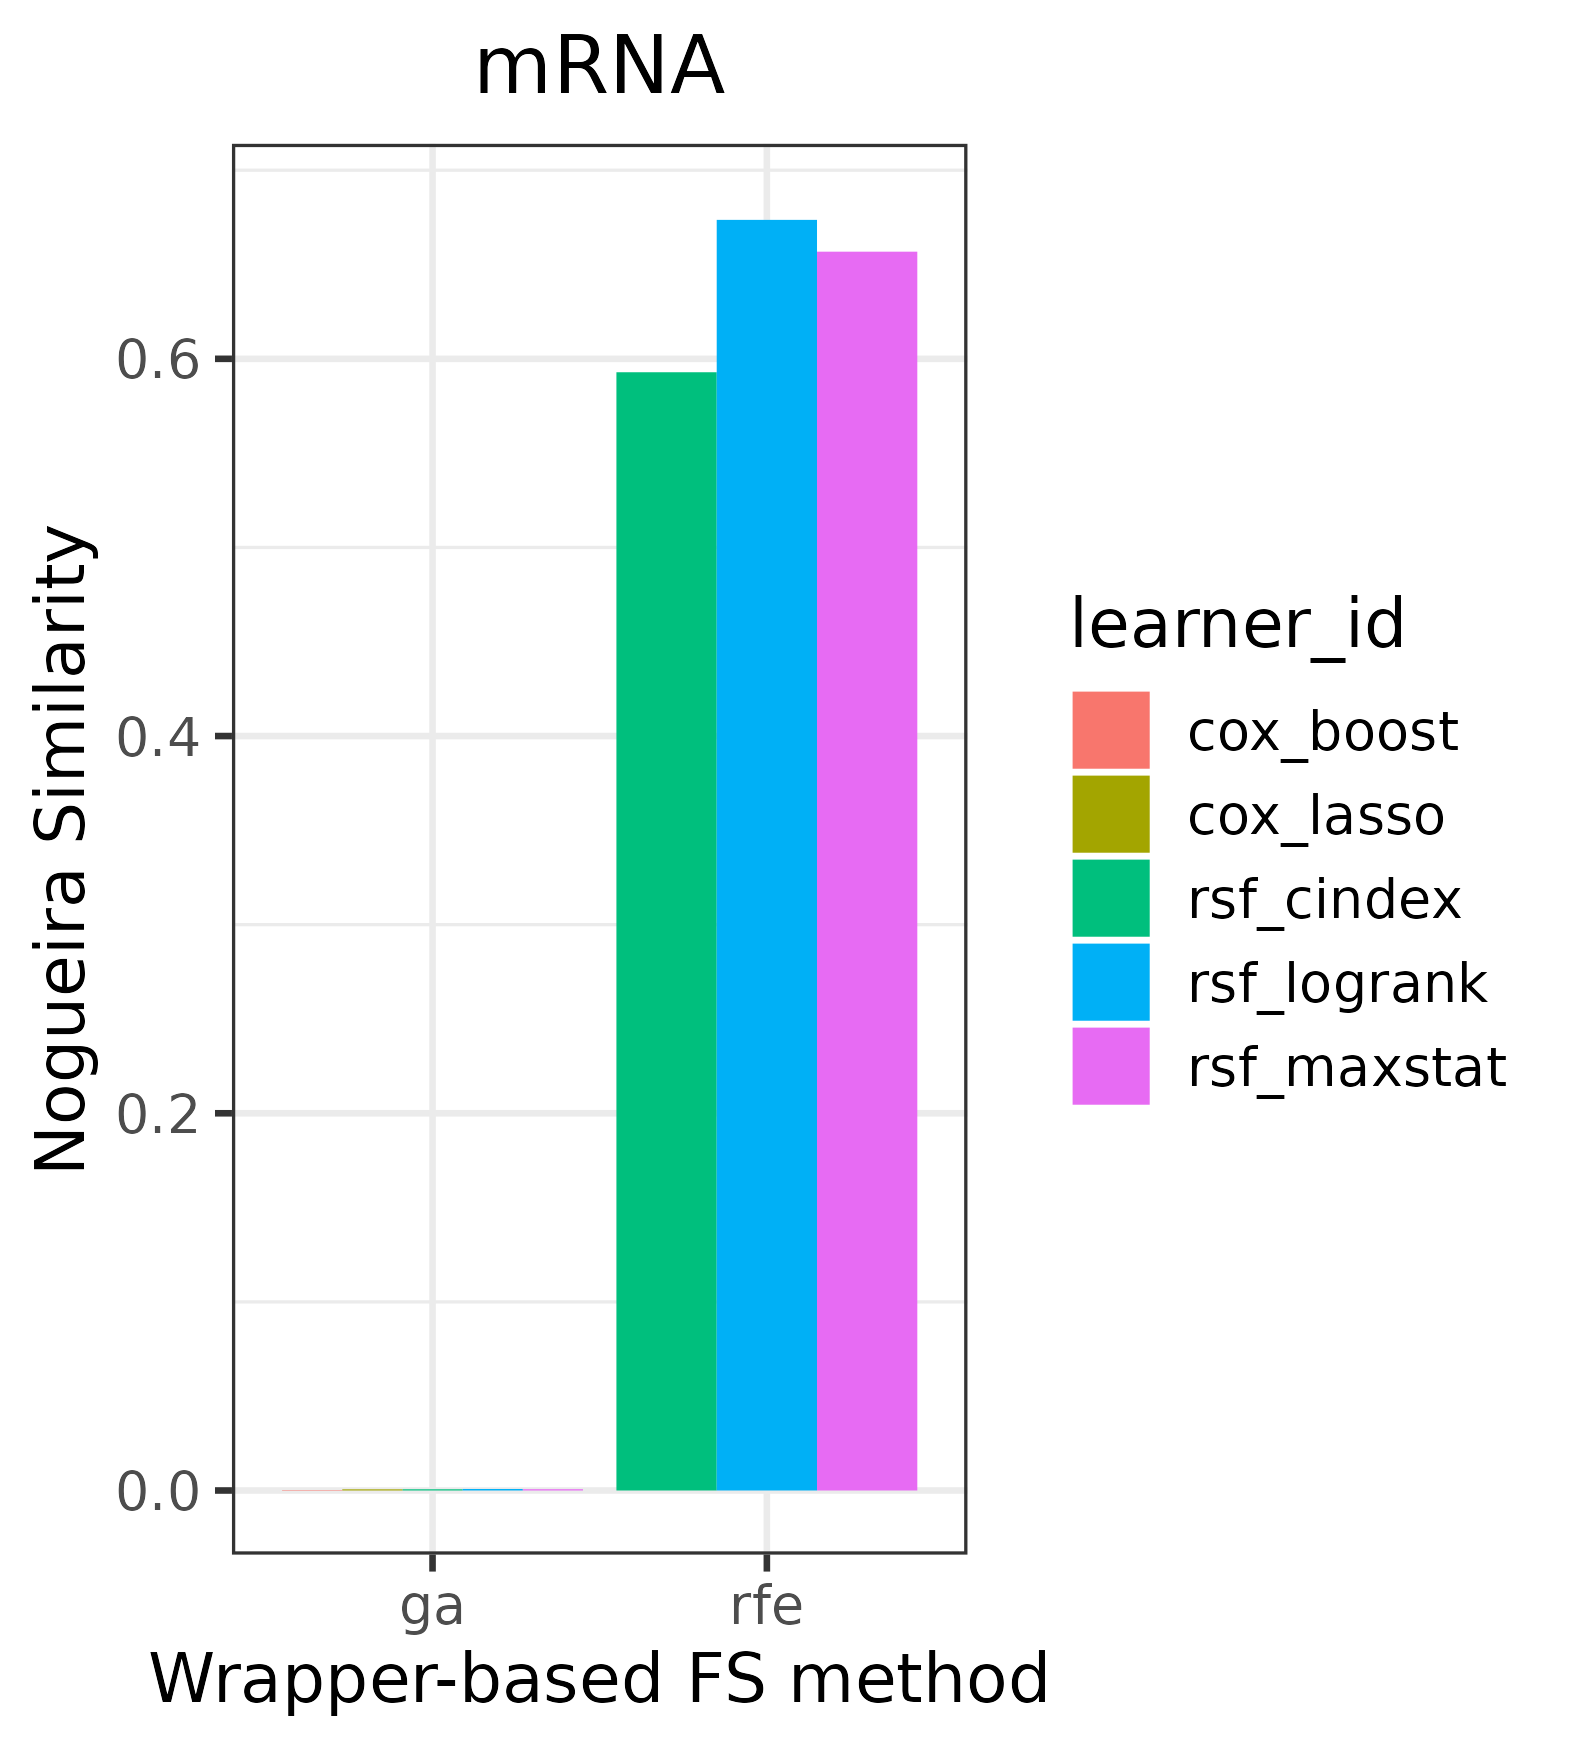 mRNA
Nogueira Similarity
0.6
0.4
0.2
0.0
ga
rfe
Wrapper-based FS method
learner_id
cox_boost
cox_lasso
rsf_cindex
rsf_logrank
rsf_maxstat